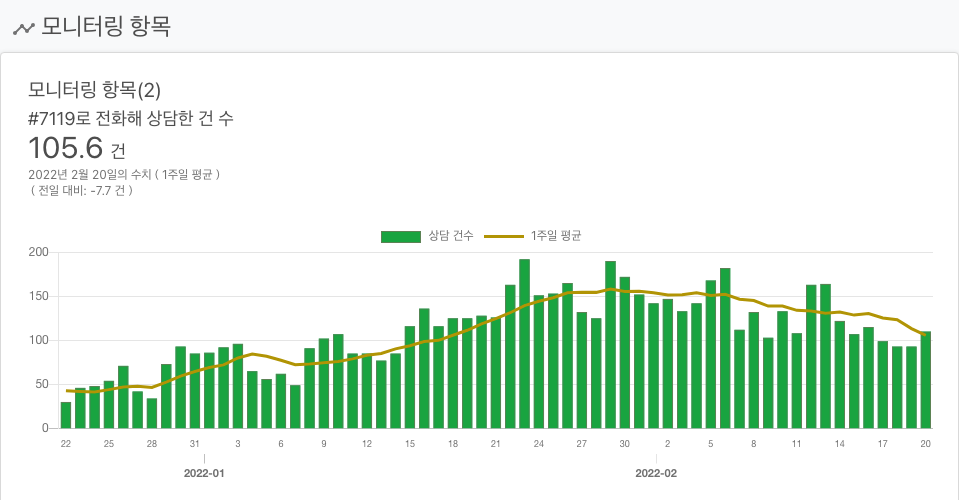 모니터링 항목
모니터링 항목(2)
#7119로 전화해 상담한 건 수
105.6 건
2022년 2월 20일의 수치 ( 1주일 평균 )
( 전일 대비: -7.7 건 )
상담 건수 1주일 평균
200
150
100
50
0
22 25 28 31 3 6 9 12 15 18 21 24 27 30 2 5 8 11 14 17 20
2022-01 2022-02